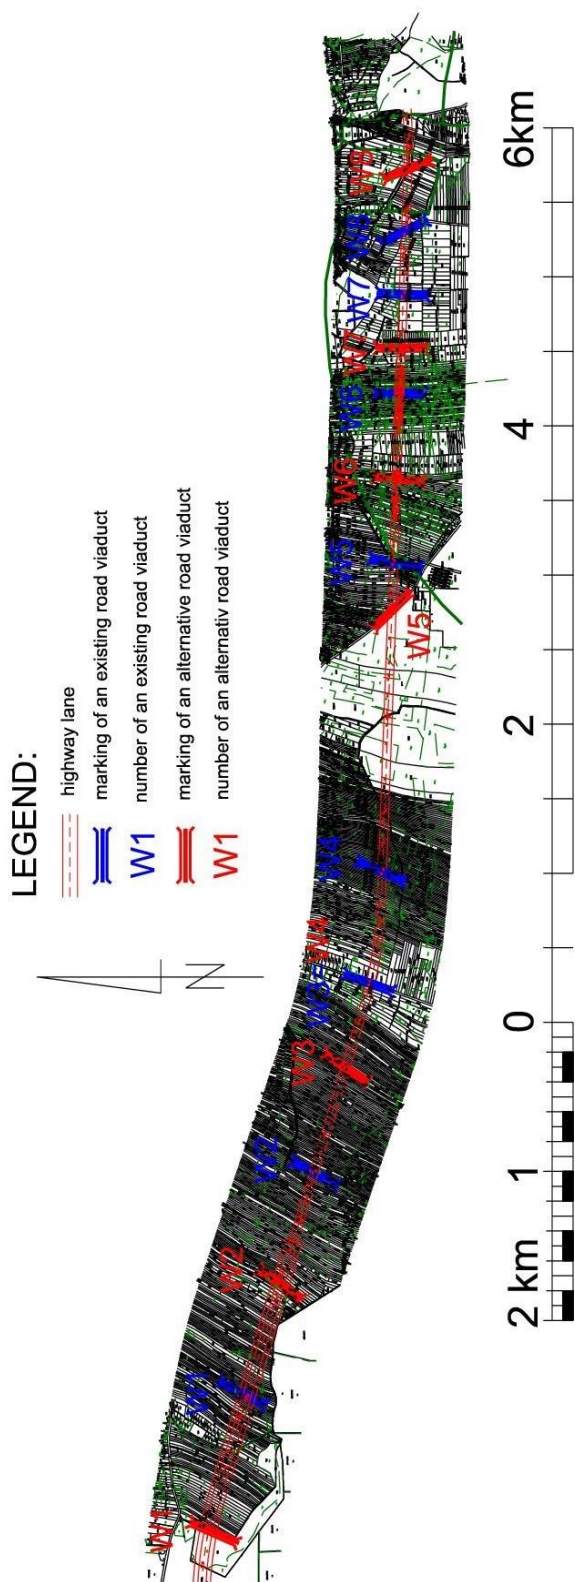 LEGEND:
highway lane
marking of an existing road viaduct
W1
number of an existing road viaduct
marking of an alternative road viaduct
W1
number of an alternativ road viaduct
N
W1
W1
W2
W2
W3
W3=W4
W4
W5
W5
W6
W6
W7
W7
W8
W8
2 km 1 0 2 4 6km